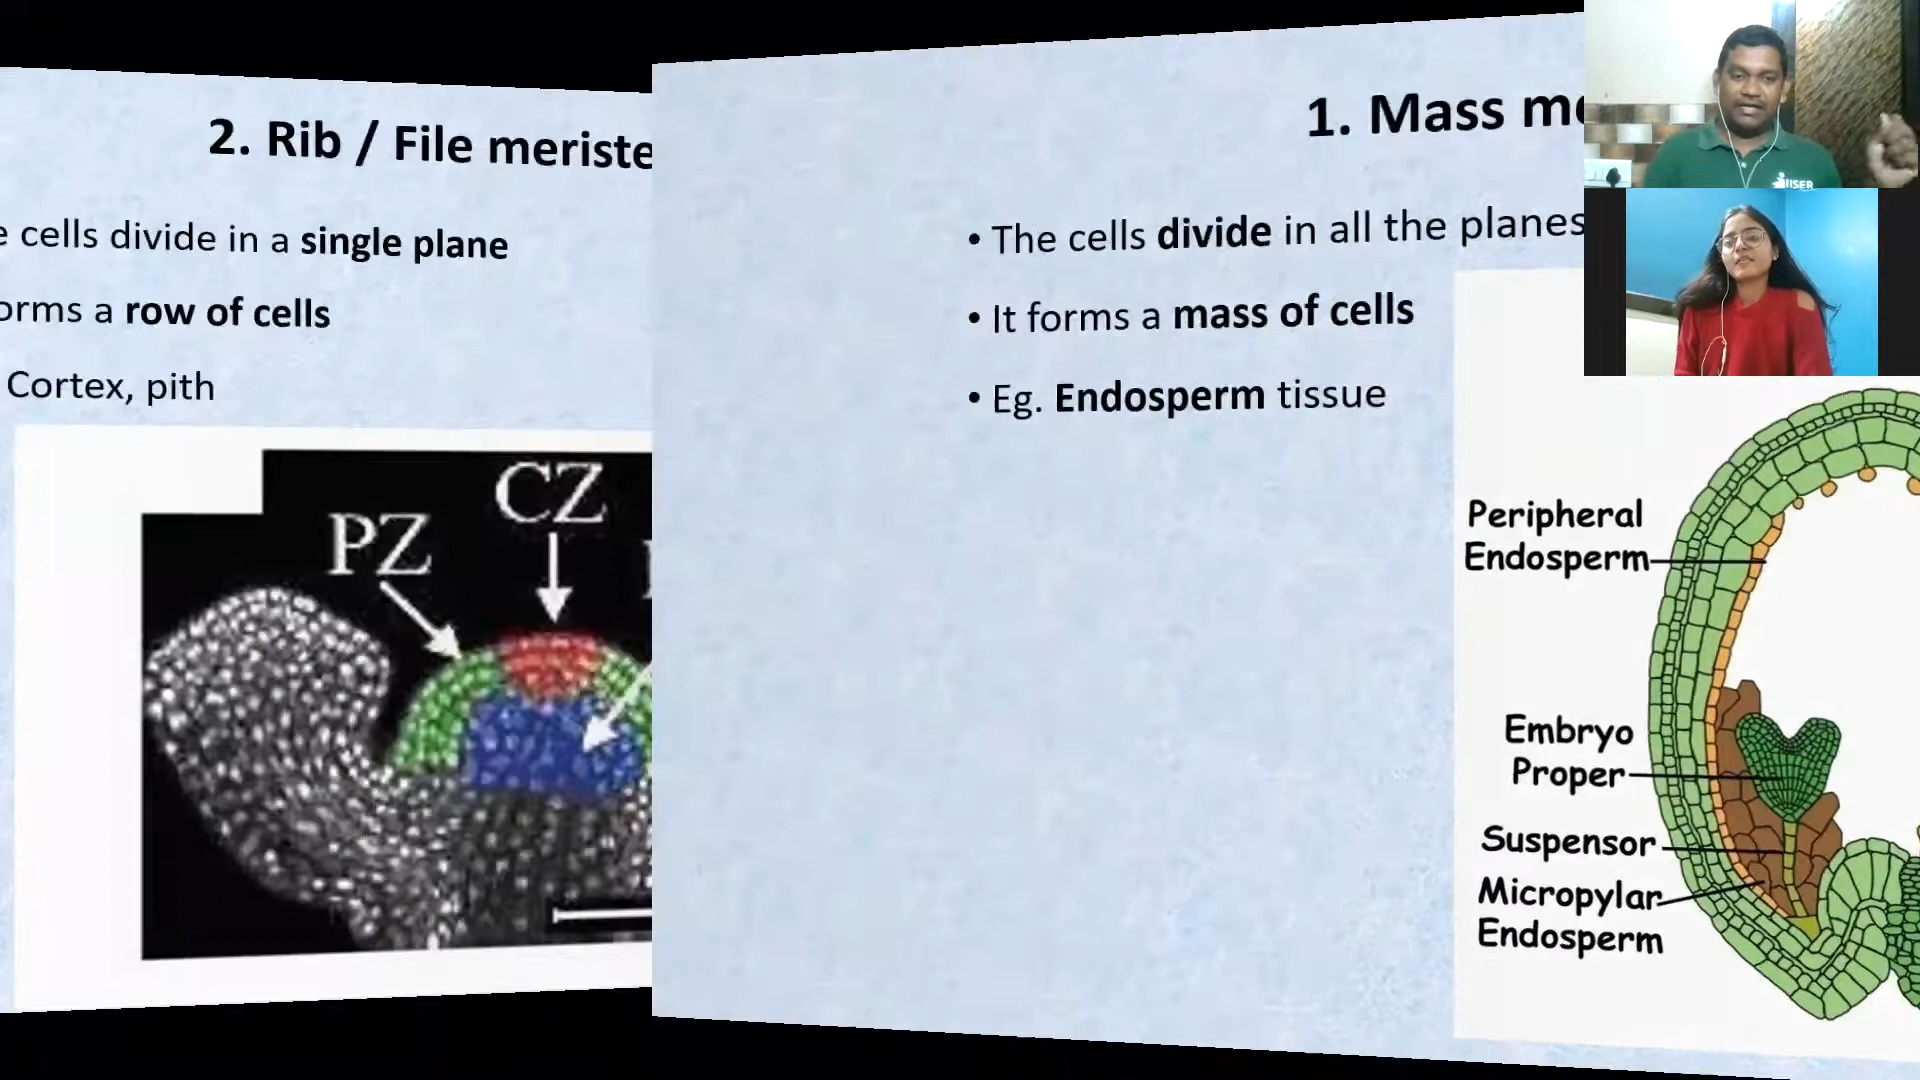 2. Rib / File meriste
e cells divide in a single plane
orms a row of cells
Cortex, pith
PZ
CZ
1. Mass me
• The cells divide in all the planes
• It forms a mass of cells
• Eg. Endosperm tissue
Peripheral
Endosperm
Embryo
Proper
Suspensor
Micropylar
Endosperm
IISER